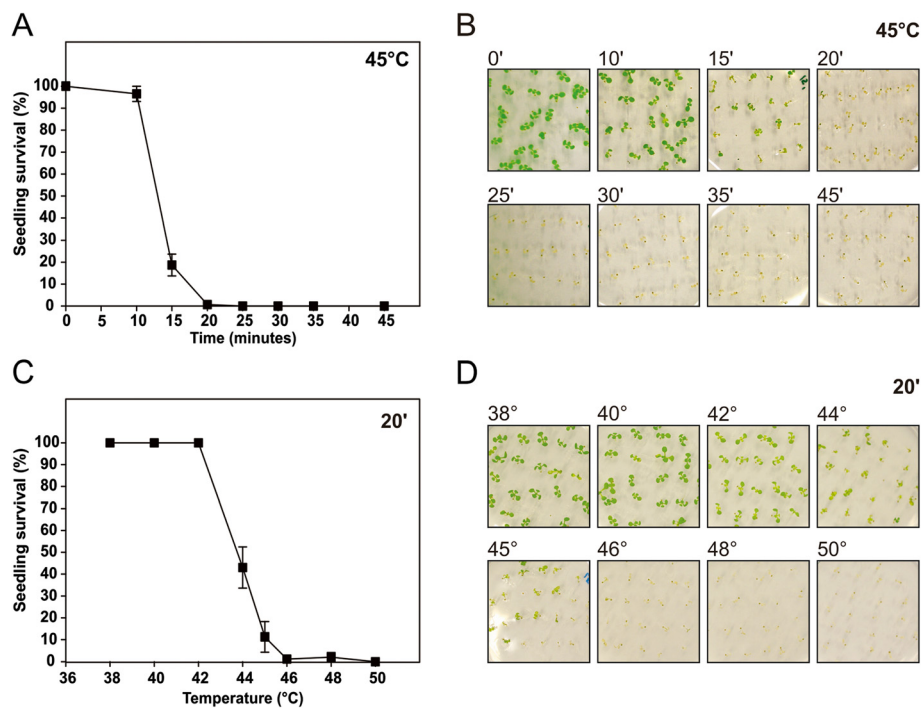 A
45°C
Seedling survival (%)
100
90
80
70
60
50
40
30
20
10
0
0 5 10 15 20 25 30 35 40 45
Time (minutes)
B
45°C
0' 10' 15' 20'
25' 30' 35' 45'
C
20'
Seedling survival (%)
100
90
80
70
60
50
40
30
20
10
0
36 38 40 42 44 46 48 50
Temperature (°C)
D
20'
38° 40° 42° 44°
45° 46° 48° 50°